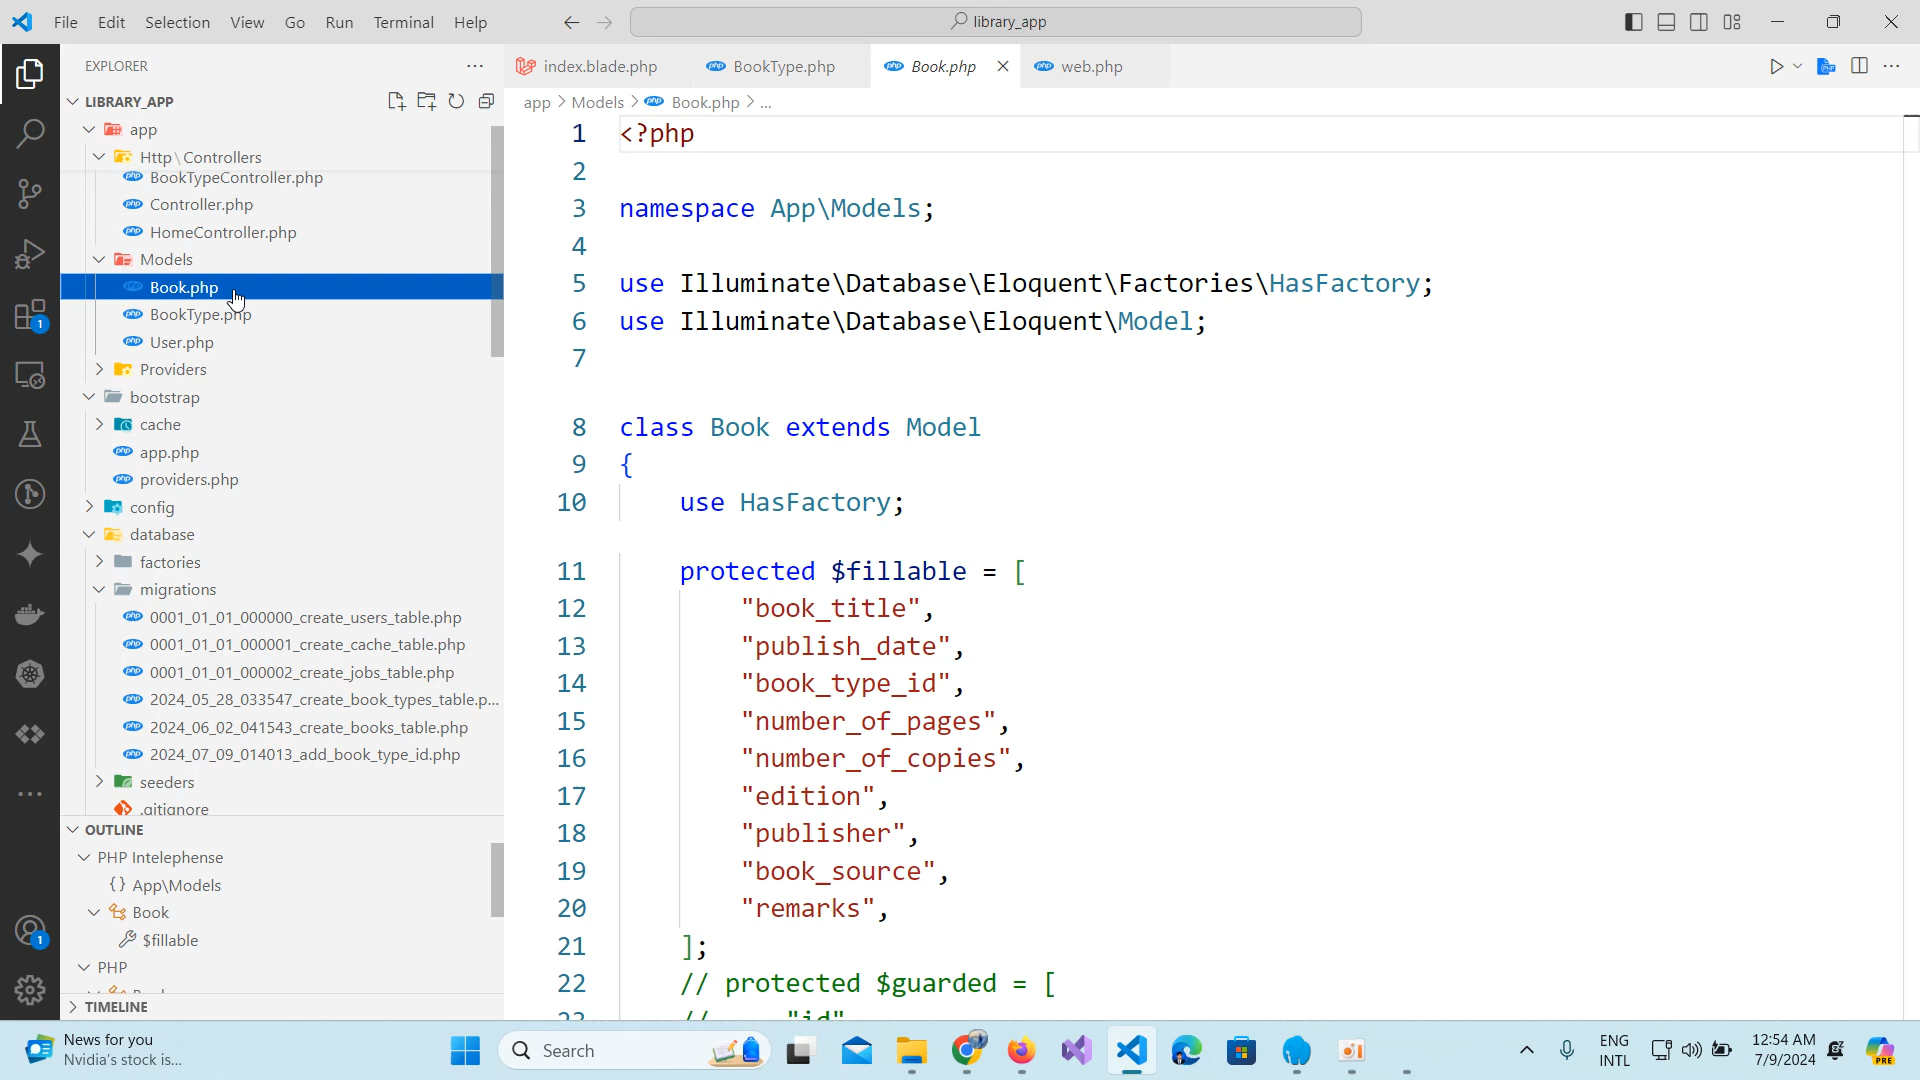 File Edit Selection View Go Run Terminal Help
library_app
EXPLORER
index.blade.php
BookType.php
Book.php
web.php
LIBRARY_APP
app > Models > Book.php > ...
app
Http\Controllers
BookTypeController.php
Controller.php
HomeController.php
Models
Book.php
BookType.php
User.php
Providers
bootstrap
cache
app.php
providers.php
config
database
factories
migrations
0001_01_01_000000_create_users_table.php
0001_01_01_000001_create_cache_table.php
0001_01_01_000002_create_jobs_table.php
2024_05_28_033547_create_book_types_table.p...
2024_06_02_041543_create_books_table.php
2024_07_09_014013_add_book_type_id.php
seeders
.gitignore
OUTLINE
PHP Intelephense
{} App\Models
Book
$fillable
PHP
TIMELINE
1 <?php
2
3 namespace App\Models;
4
5 use Illuminate\Database\Eloquent\Factories\HasFactory;
6 use Illuminate\Database\Eloquent\Model;
7
8 class Book extends Model
9 {
10 use HasFactory;
11 protected $fillable = [
12 "book_title",
13 "publish_date",
14 "book_type_id",
15 "number_of_pages",
16 "number_of_copies",
17 "edition",
18 "publisher",
19 "book_source",
20 "remarks",
21 ];
22 // protected $guarded = [
23 // "id"
1
1
News for you
Nvidia's stock is...
Search
PRE
ENG
INTL
12:54 AM
7/9/2024